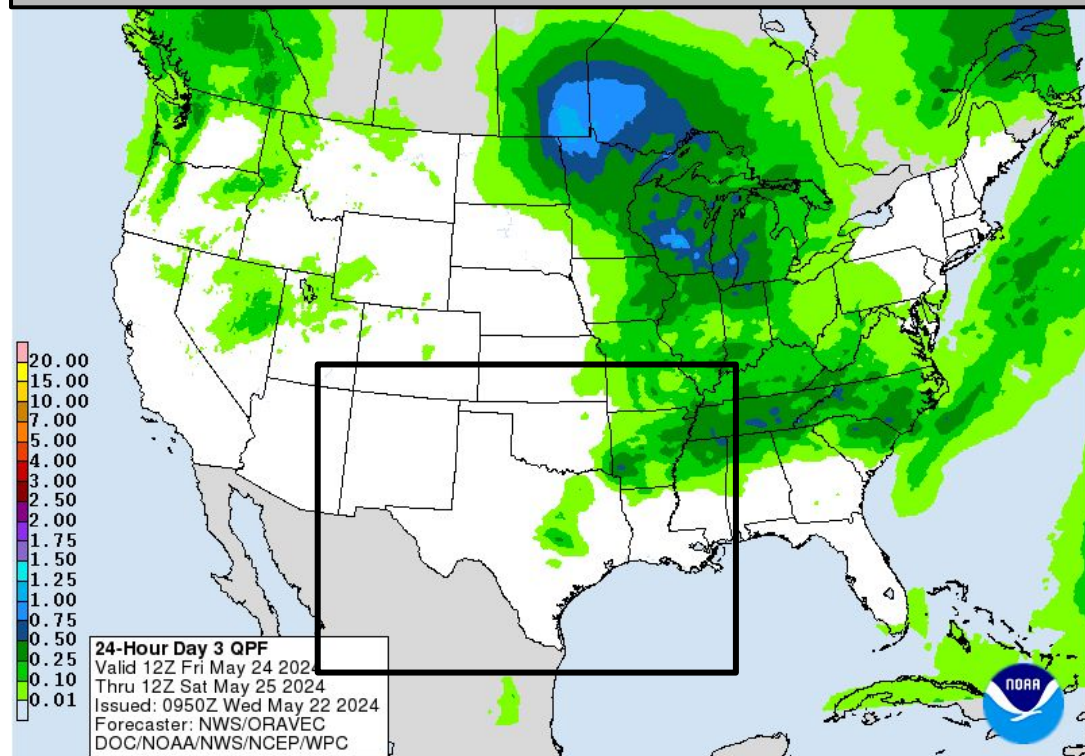 20.00
15.00
10.00
7.00
5.00
4.00
3.00
2.50
2.00
1.75
1.50
1.25
1.00
0.75
0.50
0.25
0.10
0.01
24-Hour Day 3 QPF
Valid 12Z Fri May 24 2024
Thru 12Z Sat May 25 2024
Issued: 0950Z Wed May 22 2024
Forecaster: NWS/ORAVEC
DOC/NOAA/NWS/NCEP/WPC
NOAA